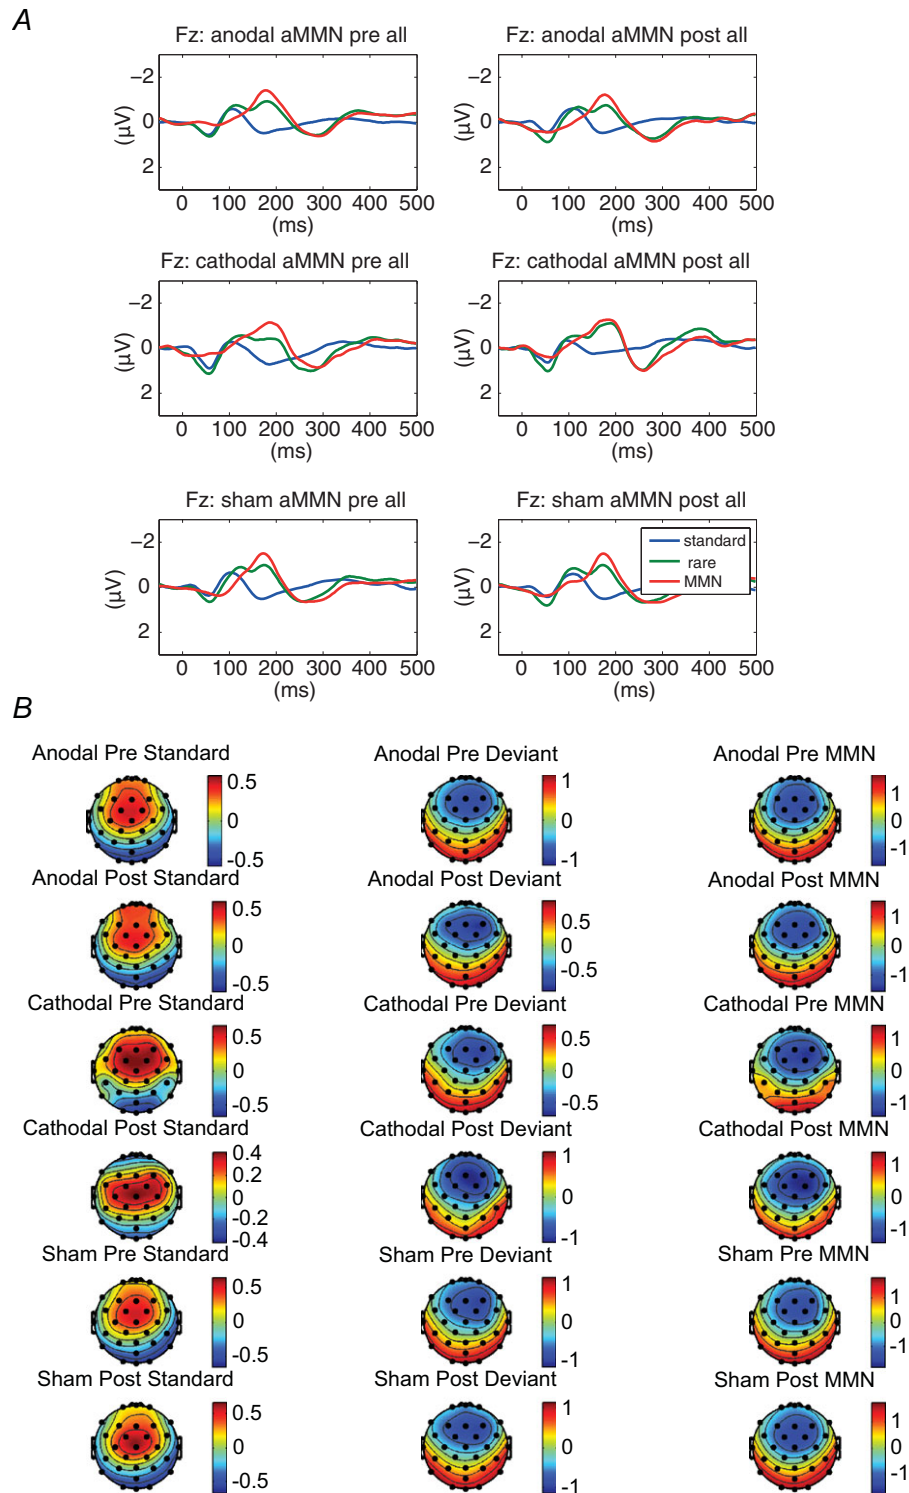 A
Fz: anodal aMMN pre all
Fz: anodal aMMN post all
−2
0
2
(µV)
0 100 200 300 400 500
(ms)
−2
0
2
(µV)
0 100 200 300 400 500
(ms)
Fz: cathodal aMMN pre all
Fz: cathodal aMMN post all
−2
0
2
(µV)
0 100 200 300 400 500
(ms)
−2
0
2
(µV)
0 100 200 300 400 500
(ms)
Fz: sham aMMN pre all
Fz: sham aMMN post all
−2
0
2
(µV)
0 100 200 300 400 500
(ms)
−2
0
2
(µV)
standard
rare
MMN
0 100 200 300 400 500
(ms)
B
Anodal Pre Standard
Anodal Pre Deviant
Anodal Pre MMN
0.5
0
-0.5
1
0
-1
1
0
-1
Anodal Post Standard
Anodal Post Deviant
Anodal Post MMN
0.5
0
-0.5
0.5
0
-0.5
1
0
-1
Cathodal Pre Standard
Cathodal Pre Deviant
Cathodal Pre MMN
0.5
0
-0.5
0.5
0
-0.5
1
0
-1
Cathodal Post Standard
Cathodal Post Deviant
Cathodal Post MMN
0.4
0.2
0
-0.2
-0.4
1
0
-1
1
0
-1
Sham Pre Standard
Sham Pre Deviant
Sham Pre MMN
0.5
0
-0.5
1
0
-1
1
0
-1
Sham Post Standard
Sham Post Deviant
Sham Post MMN
0.5
0
-0.5
1
0
-1
1
0
-1